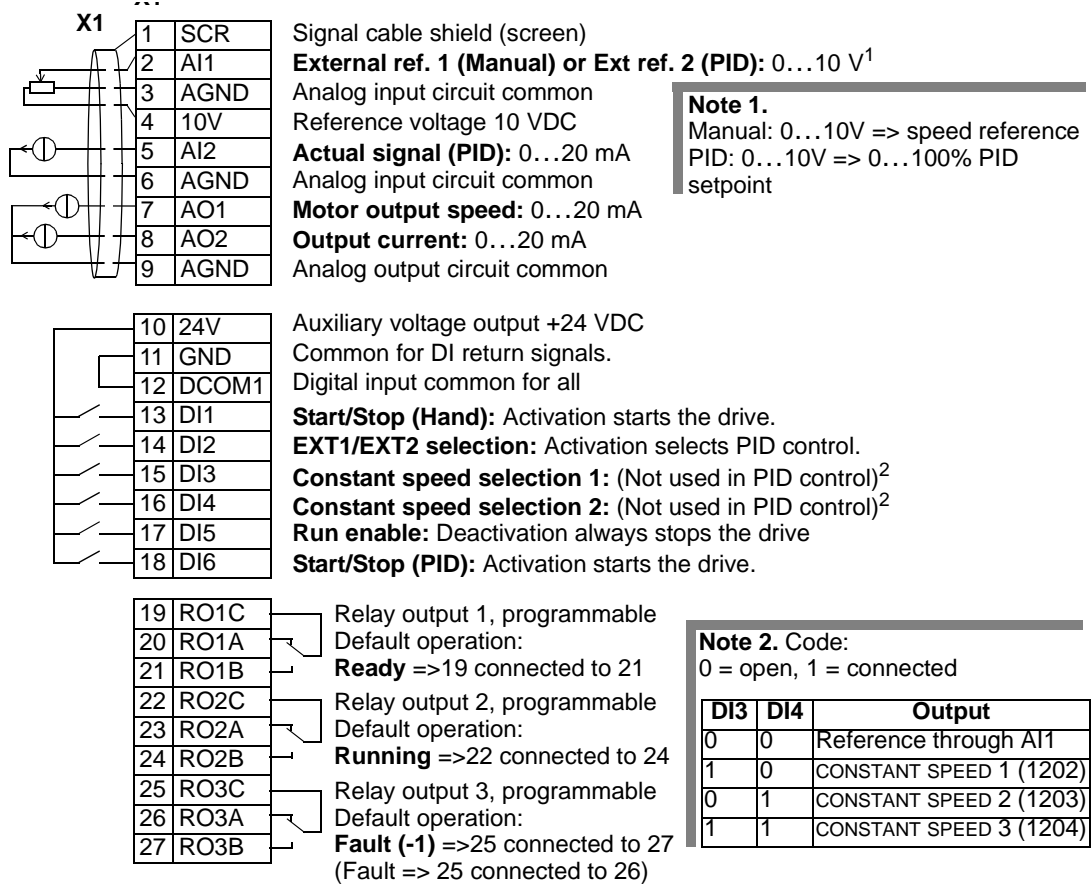 X1
1 SCR Signal cable shield (screen)
2 AI1 External ref. 1 (Manual) or Ext ref. 2 (PID): 0…10 V1
3 AGND Analog input circuit common
4 10V Reference voltage 10 VDC
5 AI2 Actual signal (PID): 0…20 mA
6 AGND Analog input circuit common
7 AO1 Motor output speed: 0…20 mA
8 AO2 Output current: 0…20 mA
9 AGND Analog output circuit common
Note 1.
Manual: 0…10V => speed reference
PID: 0…10V => 0…100% PID
setpoint
10 24V Auxiliary voltage output +24 VDC
11 GND Common for DI return signals.
12 DCOM1 Digital input common for all
13 DI1 Start/Stop (Hand): Activation starts the drive.
14 DI2 EXT1/EXT2 selection: Activation selects PID control.
15 DI3 Constant speed selection 1: (Not used in PID control)2
16 DI4 Constant speed selection 2: (Not used in PID control)2
17 DI5 Run enable: Deactivation always stops the drive
18 DI6 Start/Stop (PID): Activation starts the drive.
19 RO1C Relay output 1, programmable
20 RO1A Default operation:
21 RO1B Ready =>19 connected to 21
22 RO2C Relay output 2, programmable
23 RO2A Default operation:
24 RO2B Running =>22 connected to 24
25 RO3C Relay output 3, programmable
26 RO3A Default operation:
27 RO3B Fault (-1) =>25 connected to 27
(Fault => 25 connected to 26)
Note 2. Code:
0 = open, 1 = connected
DI3 DI4 Output
0 0 Reference through AI1
1 0 CONSTANT SPEED 1 (1202)
0 1 CONSTANT SPEED 2 (1203)
1 1 CONSTANT SPEED 3 (1204)